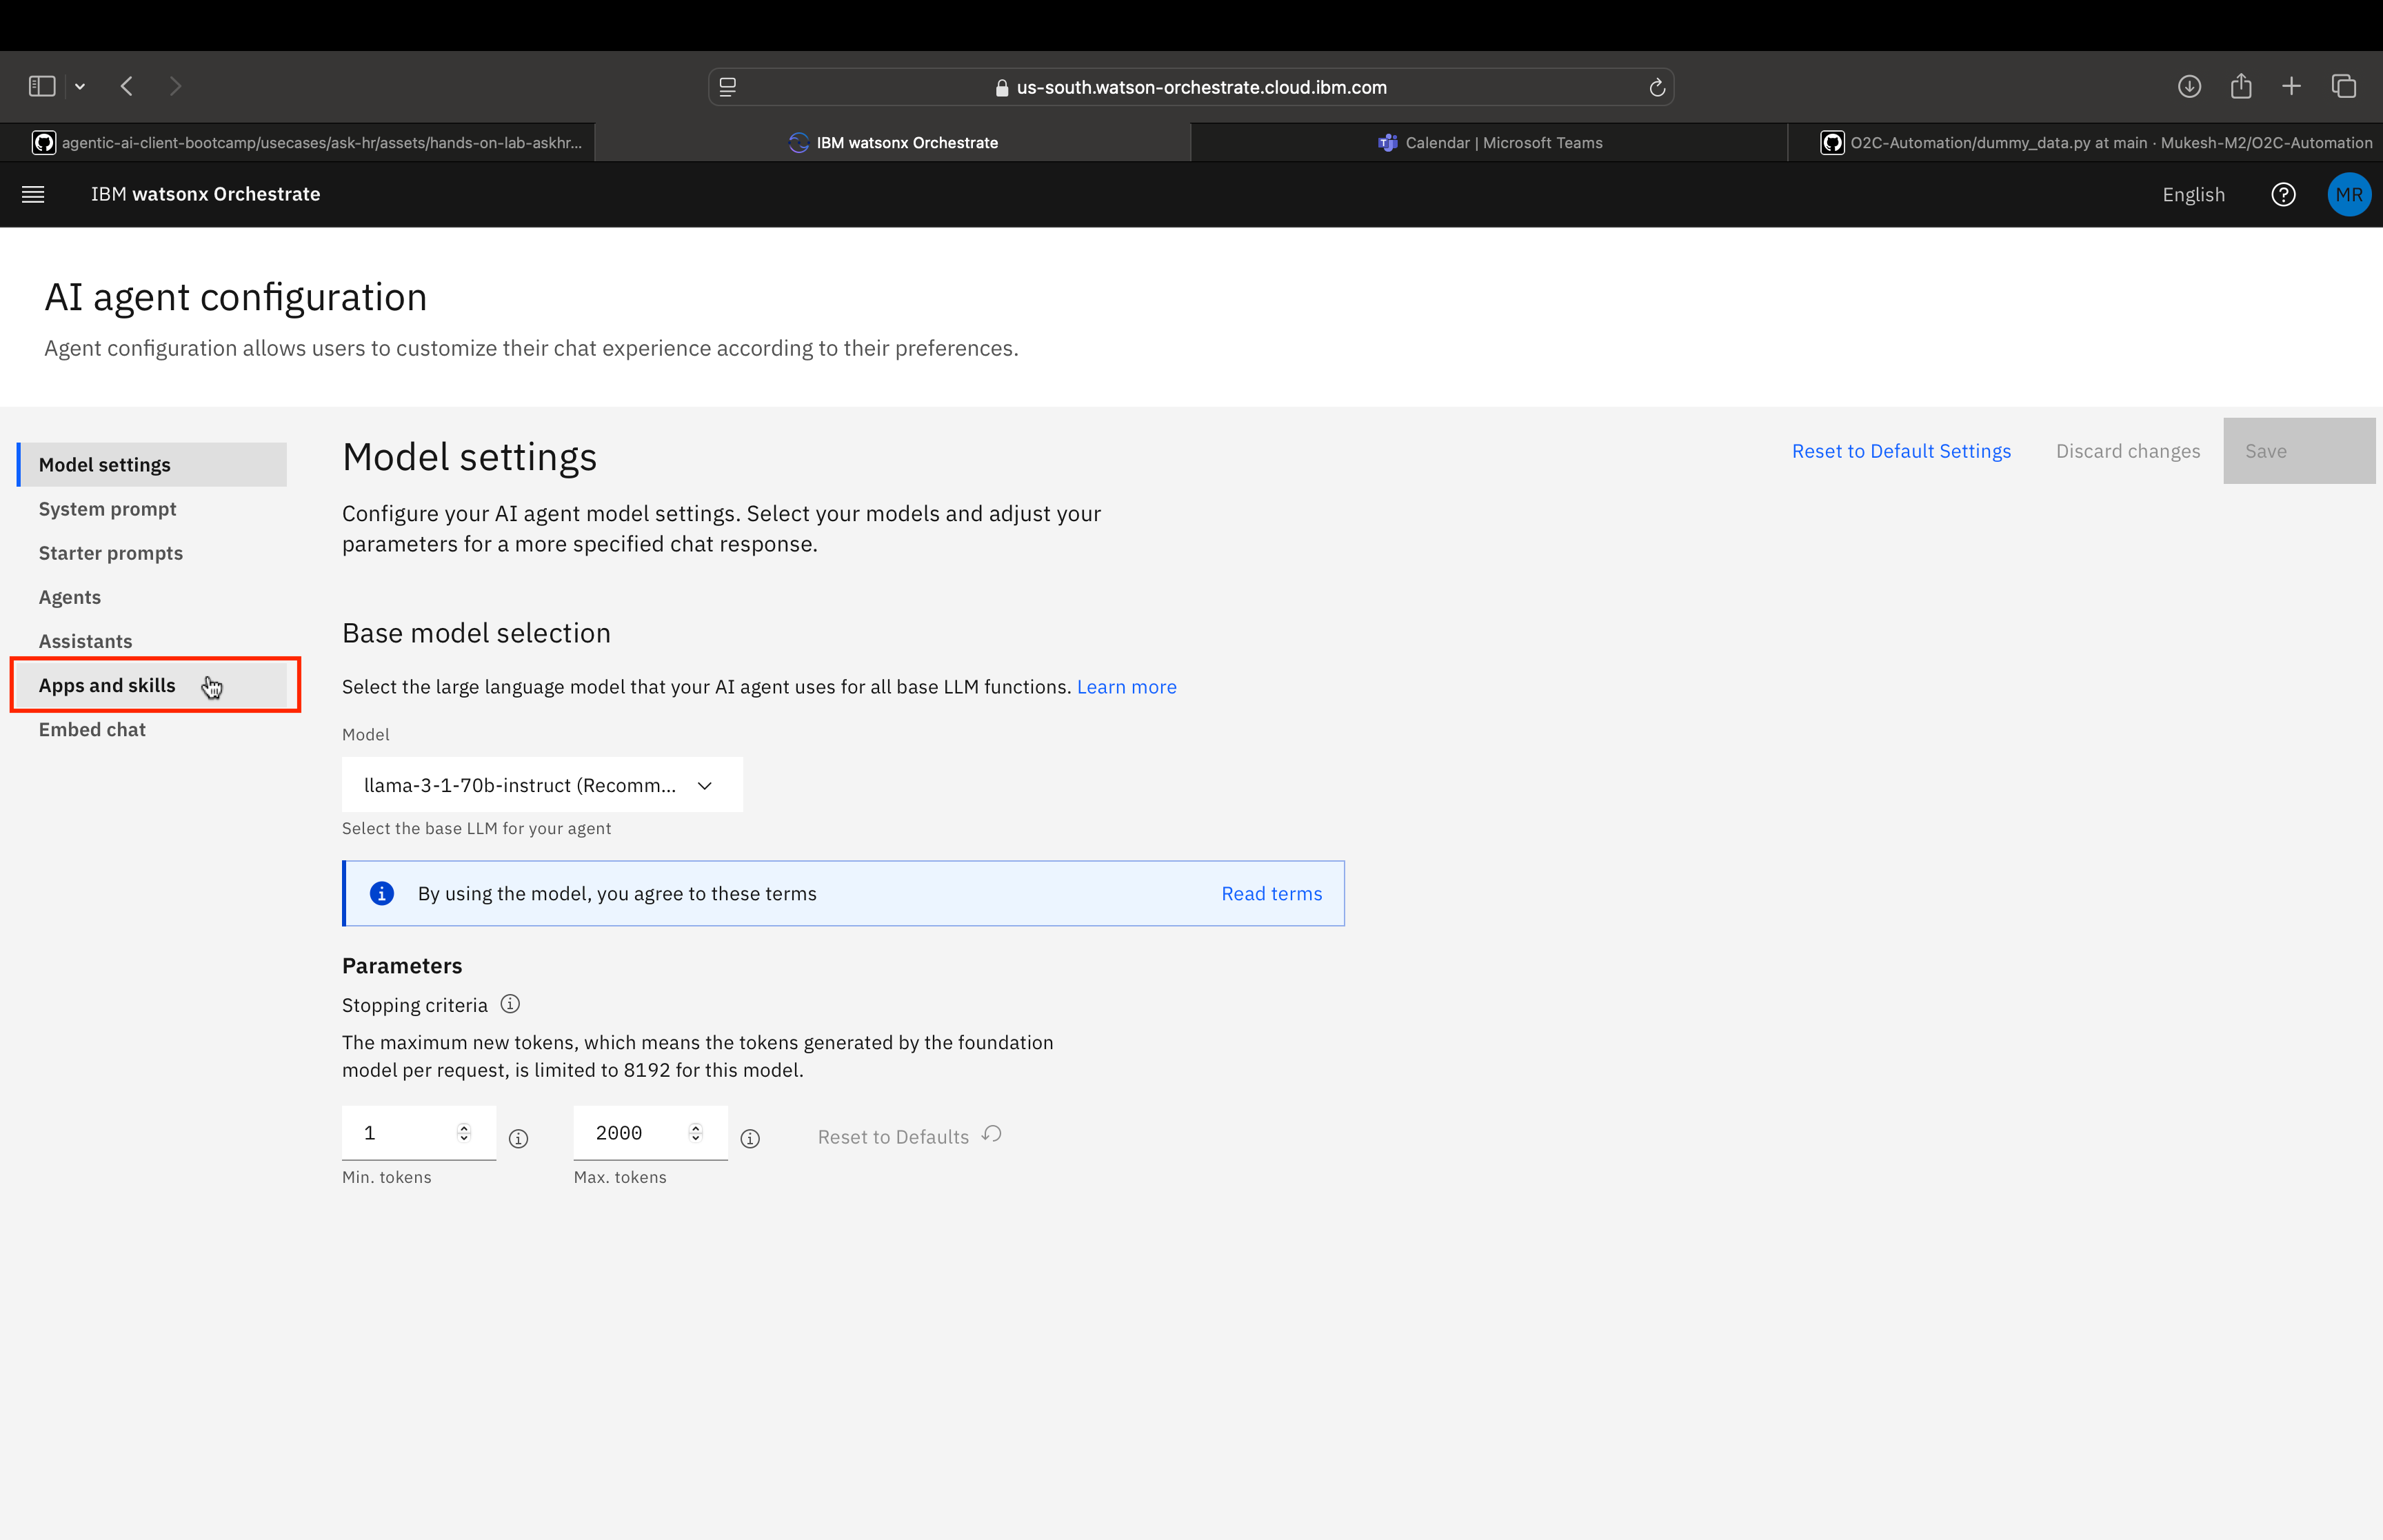 us-south.watson-orchestrate.cloud.ibm.com
agentic-ai-client-bootcamp/usecases/ask-hr/assets/hands-on-lab-askhr...
IBM watsonx Orchestrate
Calendar | Microsoft Teams
O2C-Automation/dummy_data.py at main · Mukesh-M2/O2C-Automation
IBM watsonx Orchestrate
English
MR
AI agent configuration
Agent configuration allows users to customize their chat experience according to their preferences.
Model settings
System prompt
Starter prompts
Agents
Assistants
Apps and skills
Embed chat
Model settings
Reset to Default Settings
Discard changes
Save
Configure your AI agent model settings. Select your models and adjust your
parameters for a more specified chat response.
Base model selection
Select the large language model that your AI agent uses for all base LLM functions. Learn more
Model
llama-3-1-70b-instruct (Recomm...
Select the base LLM for your agent
By using the model, you agree to these terms
Read terms
Parameters
Stopping criteria
The maximum new tokens, which means the tokens generated by the foundation
model per request, is limited to 8192 for this model.
1
2000
Reset to Defaults
Min. tokens
Max. tokens